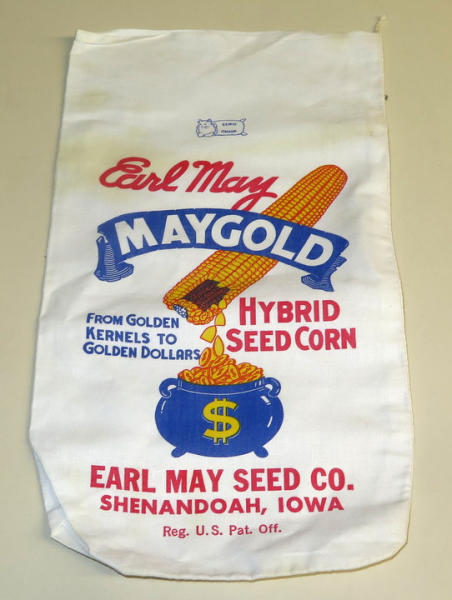 Earl May
MAYGOLD
FROM GOLDEN
KERNELS TO
GOLDEN DOLLARS
HYBRID
SEED CORN
$
EARL MAY SEED CO.
SHENANDOAH, IOWA
Reg. U.S. Pat. Off.